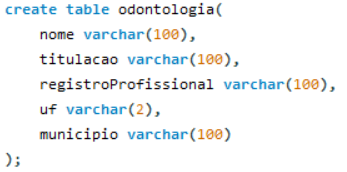 create table odontologia(
    nome varchar(100),
    titulacao varchar(100),
    registroProfissional varchar(100),
    uf varchar(2),
    municipio varchar(100)
);